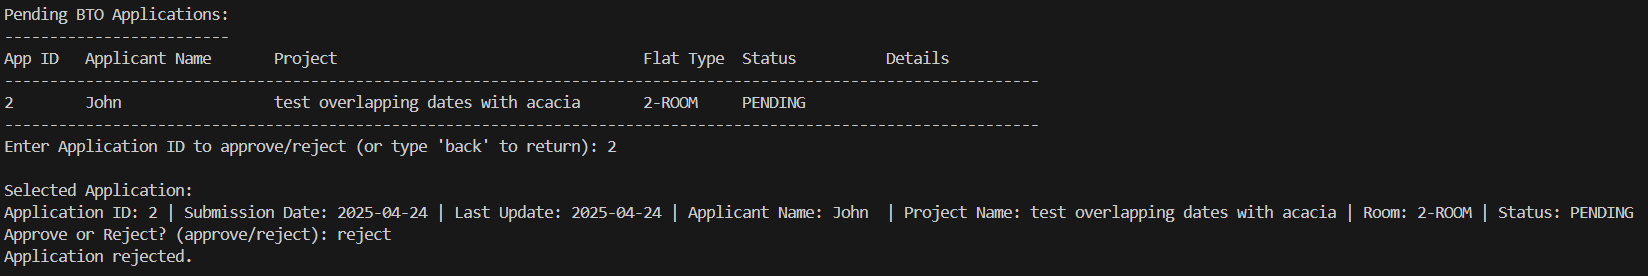 Pending BTO Applications:
-------------------------
App ID   Applicant Name       Project                                  Flat Type  Status          Details
-------------------------------------------------------------------------------------------------------------------
2        John                 test overlapping dates with acacia       2-ROOM     PENDING
-------------------------------------------------------------------------------------------------------------------
Enter Application ID to approve/reject (or type 'back' to return): 2

Selected Application:
Application ID: 2 | Submission Date: 2025-04-24 | Last Update: 2025-04-24 | Applicant Name: John  | Project Name: test overlapping dates with acacia | Room: 2-ROOM | Status: PENDING
Approve or Reject? (approve/reject): reject
Application rejected.